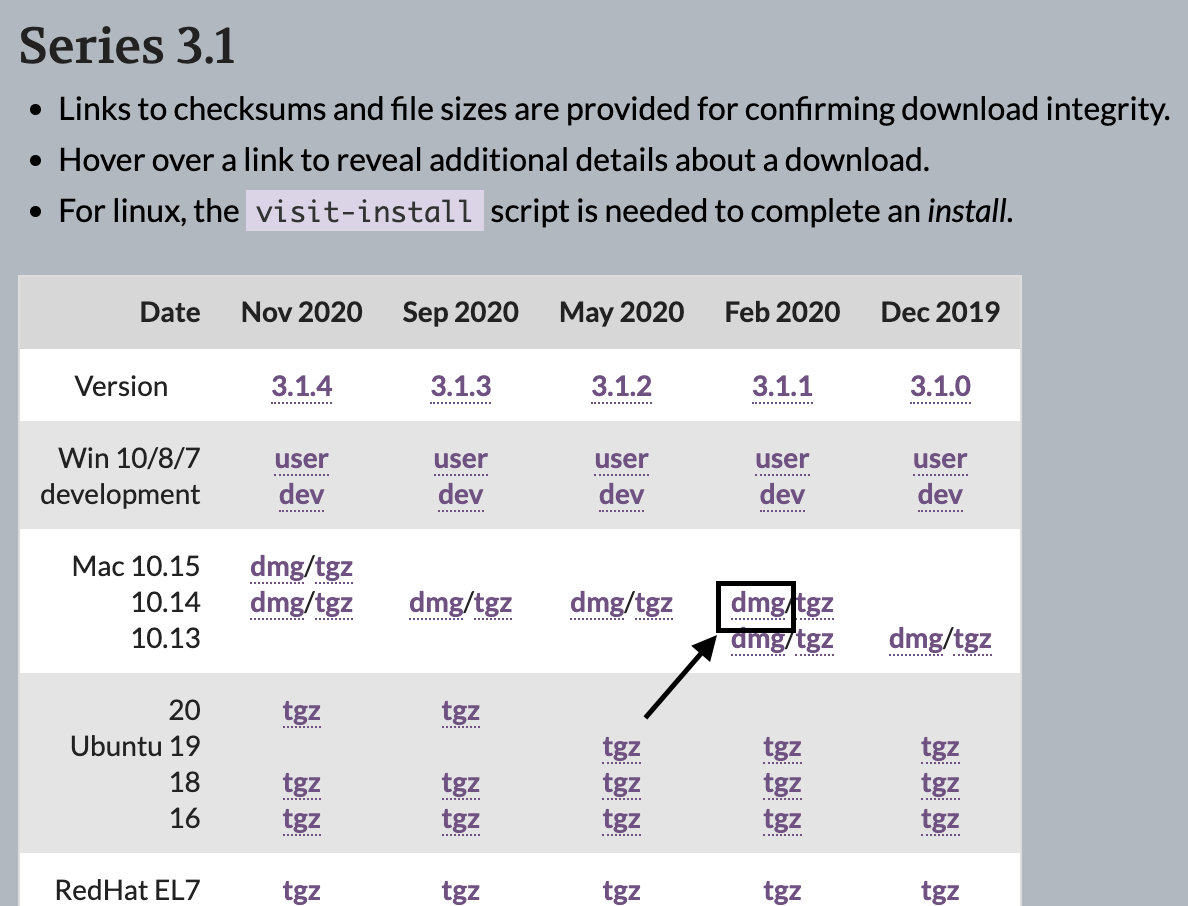 Series 3.1
• Links to checksums and file sizes are provided for confirming download integrity.
• Hover over a link to reveal additional details about a download.
• For linux, the visit-install script is needed to complete an install.
Date Nov 2020 Sep 2020 May 2020 Feb 2020 Dec 2019
Version 3.1.4 3.1.3 3.1.2 3.1.1 3.1.0
Win 10/8/7 user user user user user
development dev dev dev dev dev
Mac 10.15 dmg/tgz
10.14 dmg/tgz dmg/tgz dmg/tgz dmg/tgz
10.13 dmg/tgz dmg/tgz
20 tgz tgz
Ubuntu 19 tgz tgz tgz
18 tgz tgz tgz tgz tgz
16 tgz tgz tgz tgz tgz
RedHat EL7 tgz tgz tgz tgz tgz